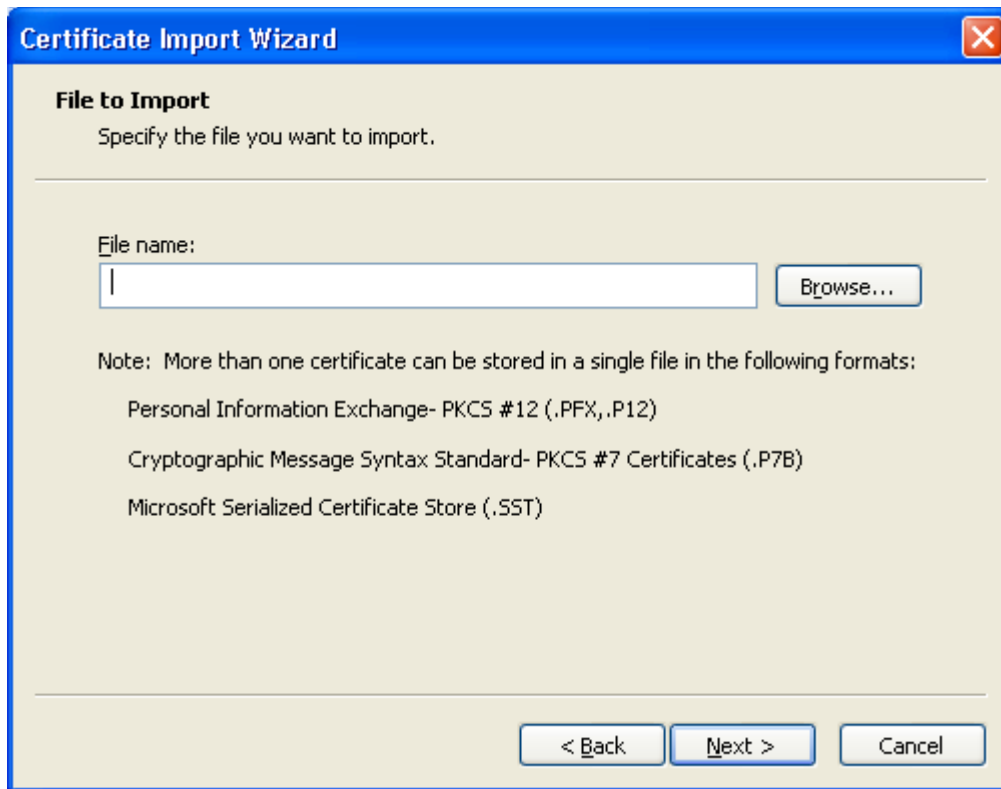 Certificate Import Wizard
File to Import
Specify the file you want to import.
File name:
Browse...
Note: More than one certificate can be stored in a single file in the following formats:
Personal Information Exchange- PKCS #12 (.PFX,.P12)
Cryptographic Message Syntax Standard- PKCS #7 Certificates (.P7B)
Microsoft Serialized Certificate Store (.SST)
< Back
Next >
Cancel